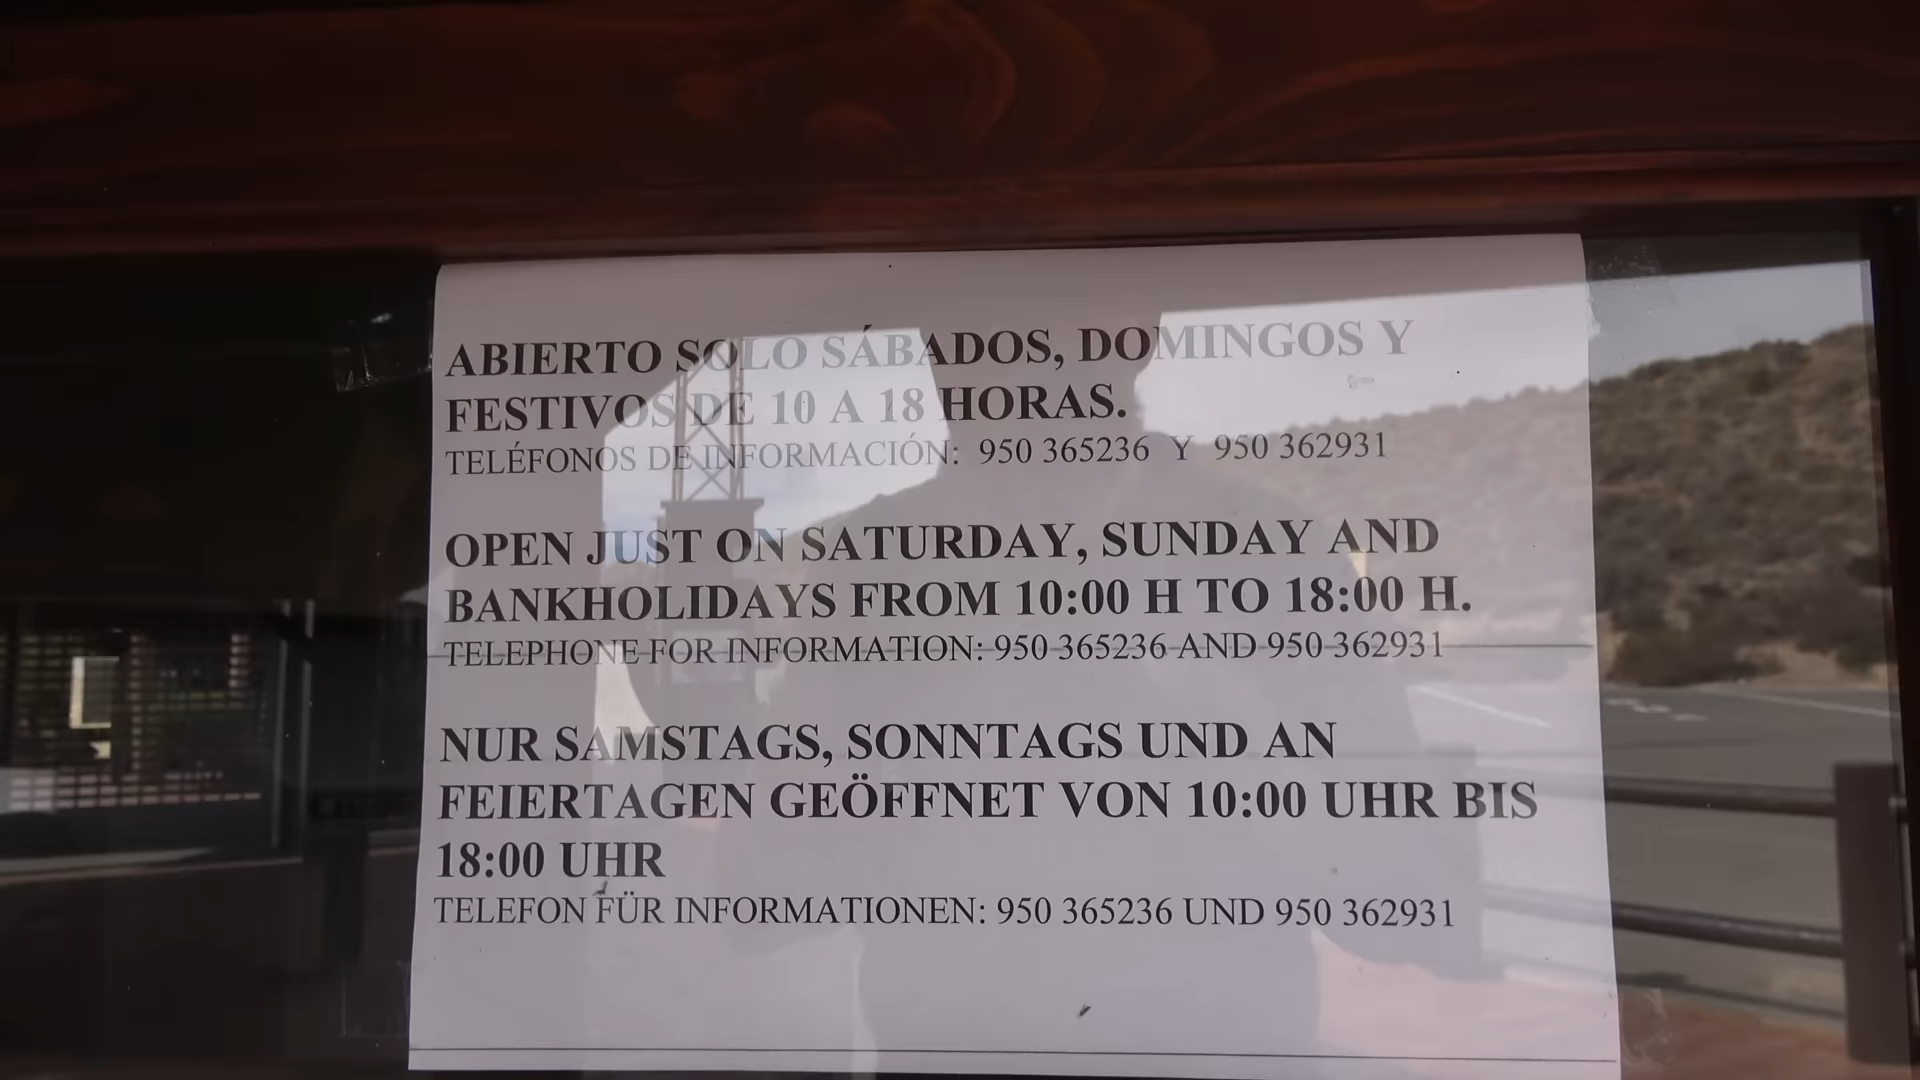 ABIERTO SOLO SÁBADOS, DOMINGOS Y
FESTIVOS DE 10 A 18 HORAS.
TELÉFONOS DE INFORMACIÓN: 950 365236 Y 950 362931
OPEN JUST ON SATURDAY, SUNDAY AND
BANKHOLIDAYS FROM 10:00 H TO 18:00 H.
TELEPHONE FOR INFORMATION: 950 365236 AND 950 362931
NUR SAMSTAGS, SONNTAGS UND AN
FEIERTAGEN GEÖFFNET VON 10:00 UHR BIS
18:00 UHR
TELEFON FÜR INFORMATIONEN: 950 365236 UND 950 362931